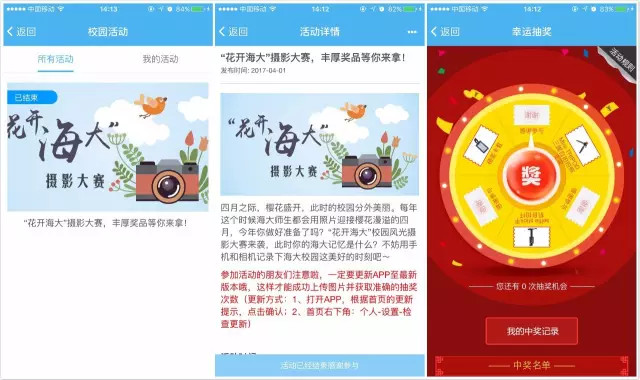 中国移动
14:13
83%
返回
校园活动
所有活动
我的活动
已结束
“花开海大”
摄影大赛
“花开海大”摄影大赛，丰厚奖品等你来拿！
中国移动
14:12
83%
返回
活动详情
“花开海大”摄影大赛，丰厚奖品等你来拿！
发布时间: 2017-04-01
“花开海大”
摄影大赛
四月之际，樱花盛开，此时的校园分外美丽。每年
这个时候海大师生都会用照片迎接樱花漫溢的四
月，今年你做好准备了吗？“花开海大”校园风光摄
影大赛来袭，此时你的海大记忆是什么？不妨用手
机和相机记录下海大校园这美好的时刻吧～
参加活动的朋友们注意啦，一定要更新APP至最新
版本哦，这样才能成功上传图片并获取准确的抽奖
次数（更新方式：1、打开APP，根据首页的更新
提示，点击确认；2、首页右下角：个人-设置-检
查更新）
活动已经结束感谢参与
中国移动
14:12
82%
返回
幸运抽奖
活动规则
谢谢
参与
奖
您还有 0 次抽奖机会
我的中奖记录
中奖名单